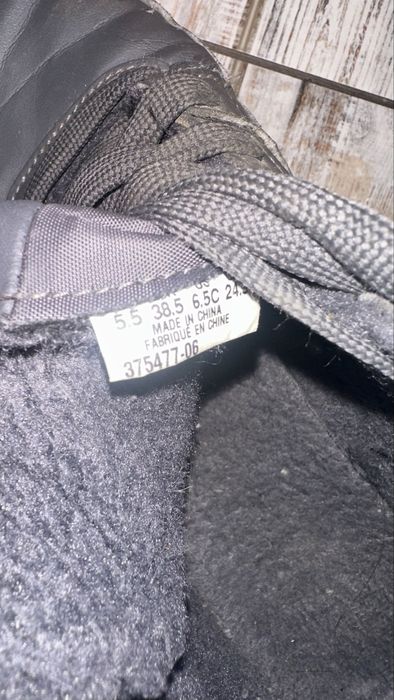 5.5 38.5 6.5C 24.5
MADE IN CHINA
FABRIQUÉ EN CHINE
375477-06